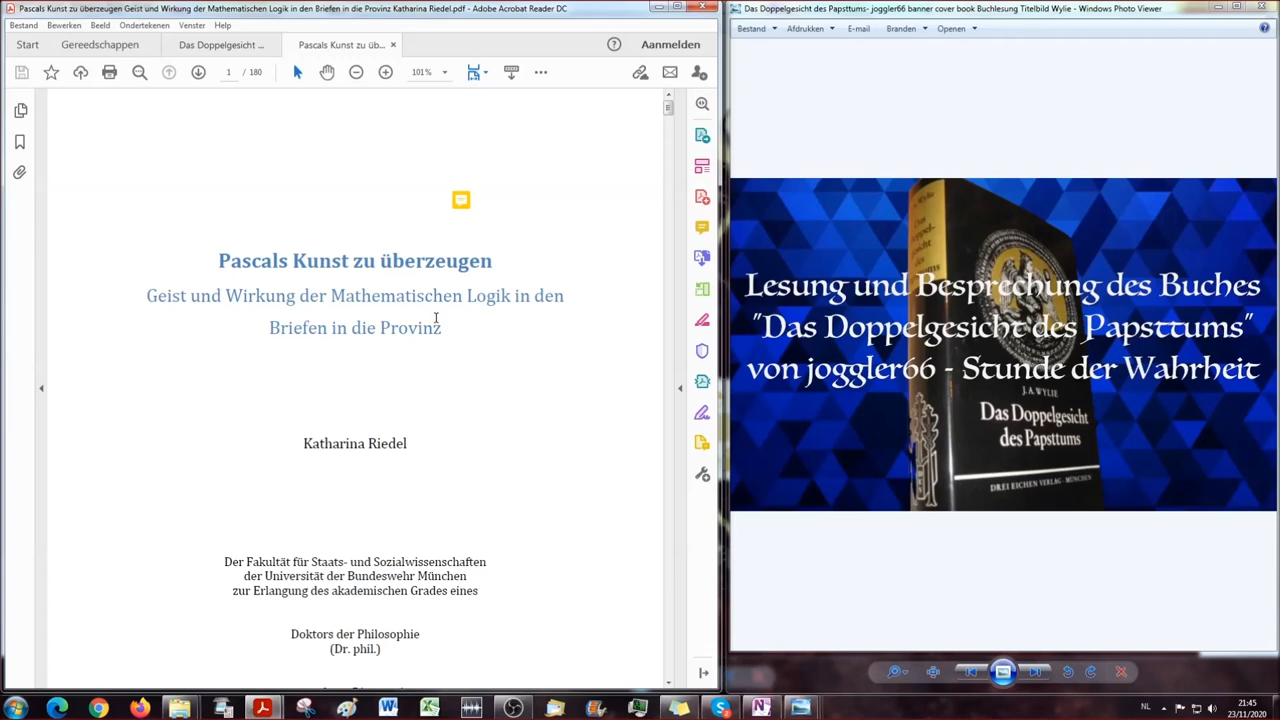 Pascals Kunst zu überzeugen Geist und Wirkung der Mathematischen Logik in den Briefen in die Provinz Katharina Riedel.pdf - Adobe Acrobat Reader DC
Bestand Bewerken Beeld Ondertekenen Venster Help
Start Gereedschappen Das Doppelgesicht ... Pascals Kunst zu üb... × Aanmelden
1 / 180 101%
Pascals Kunst zu überzeugen
Geist und Wirkung der Mathematischen Logik in den
Briefen in die Provinz
Katharina Riedel
Der Fakultät für Staats- und Sozialwissenschaften
der Universität der Bundeswehr München
zur Erlangung des akademischen Grades eines
Doktors der Philosophie
(Dr. phil.)
Das Doppelgesicht des Papsttums- joggler66 banner cover book Buchlesung Titelbild Wylie - Windows Photo Viewer
Bestand Afdrukken E-mail Branden Openen
Lesung und Besprechung des Buches
"Das Doppelgesicht des Papsttums"
von joggler66 - Stunde der Wahrheit
J.A. WYLIE
Das Doppelgesicht
des Papsttums
DREI EICHEN VERLAG · MÜNCHEN
NL
21:45
23/11/2020